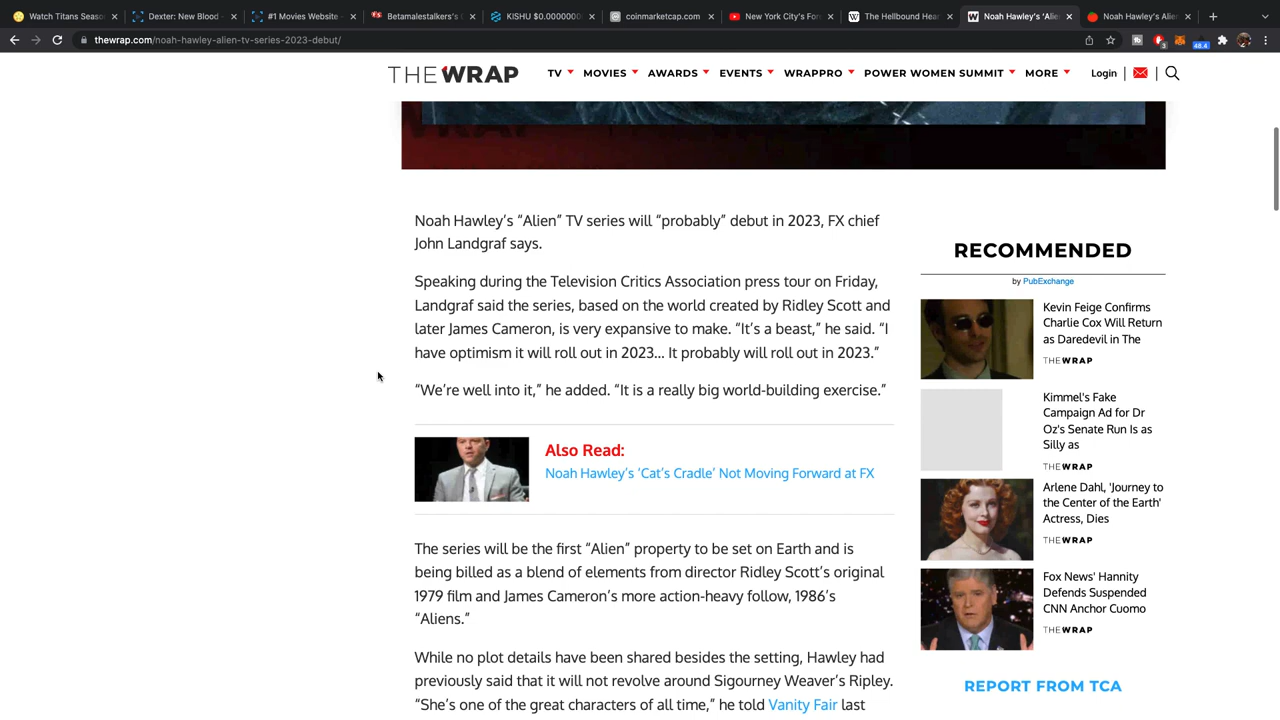 Watch Titans Seaso
Dexter: New Blood -
#1 Movies Website -
Betamalestalkers's
KISHU $0.0000000
coinmarketcap.com
New York City's For
The Hellbound Hear
Noah Hawley's 'Alie
Noah Hawley's Alie
thewrap.com/noah-hawley-alien-tv-series-2023-debut/
3
48.4
THE WRAP
TV MOVIES AWARDS EVENTS WRAPPRO POWER WOMEN SUMMIT MORE Login
Noah Hawley's “Alien” TV series will “probably” debut in 2023, FX chief
John Landgraf says.
Speaking during the Television Critics Association press tour on Friday,
Landgraf said the series, based on the world created by Ridley Scott and
later James Cameron, is very expansive to make. “It's a beast,” he said. “I
have optimism it will roll out in 2023... It probably will roll out in 2023.”
“We're well into it,” he added. “It is a really big world-building exercise.”
Also Read:
Noah Hawley's ‘Cat's Cradle’ Not Moving Forward at FX
The series will be the first “Alien” property to be set on Earth and is
being billed as a blend of elements from director Ridley Scott's original
1979 film and James Cameron's more action-heavy follow, 1986's
“Aliens.”
While no plot details have been shared besides the setting, Hawley had
previously said that it will not revolve around Sigourney Weaver's Ripley.
“She's one of the great characters of all time,” he told Vanity Fair last
RECOMMENDED
by PubExchange
Kevin Feige Confirms
Charlie Cox Will Return
as Daredevil in The
THEWRAP
Kimmel's Fake
Campaign Ad for Dr
Oz's Senate Run Is as
Silly as
THEWRAP
Arlene Dahl, 'Journey to
the Center of the Earth'
Actress, Dies
THEWRAP
Fox News' Hannity
Defends Suspended
CNN Anchor Cuomo
THEWRAP
REPORT FROM TCA